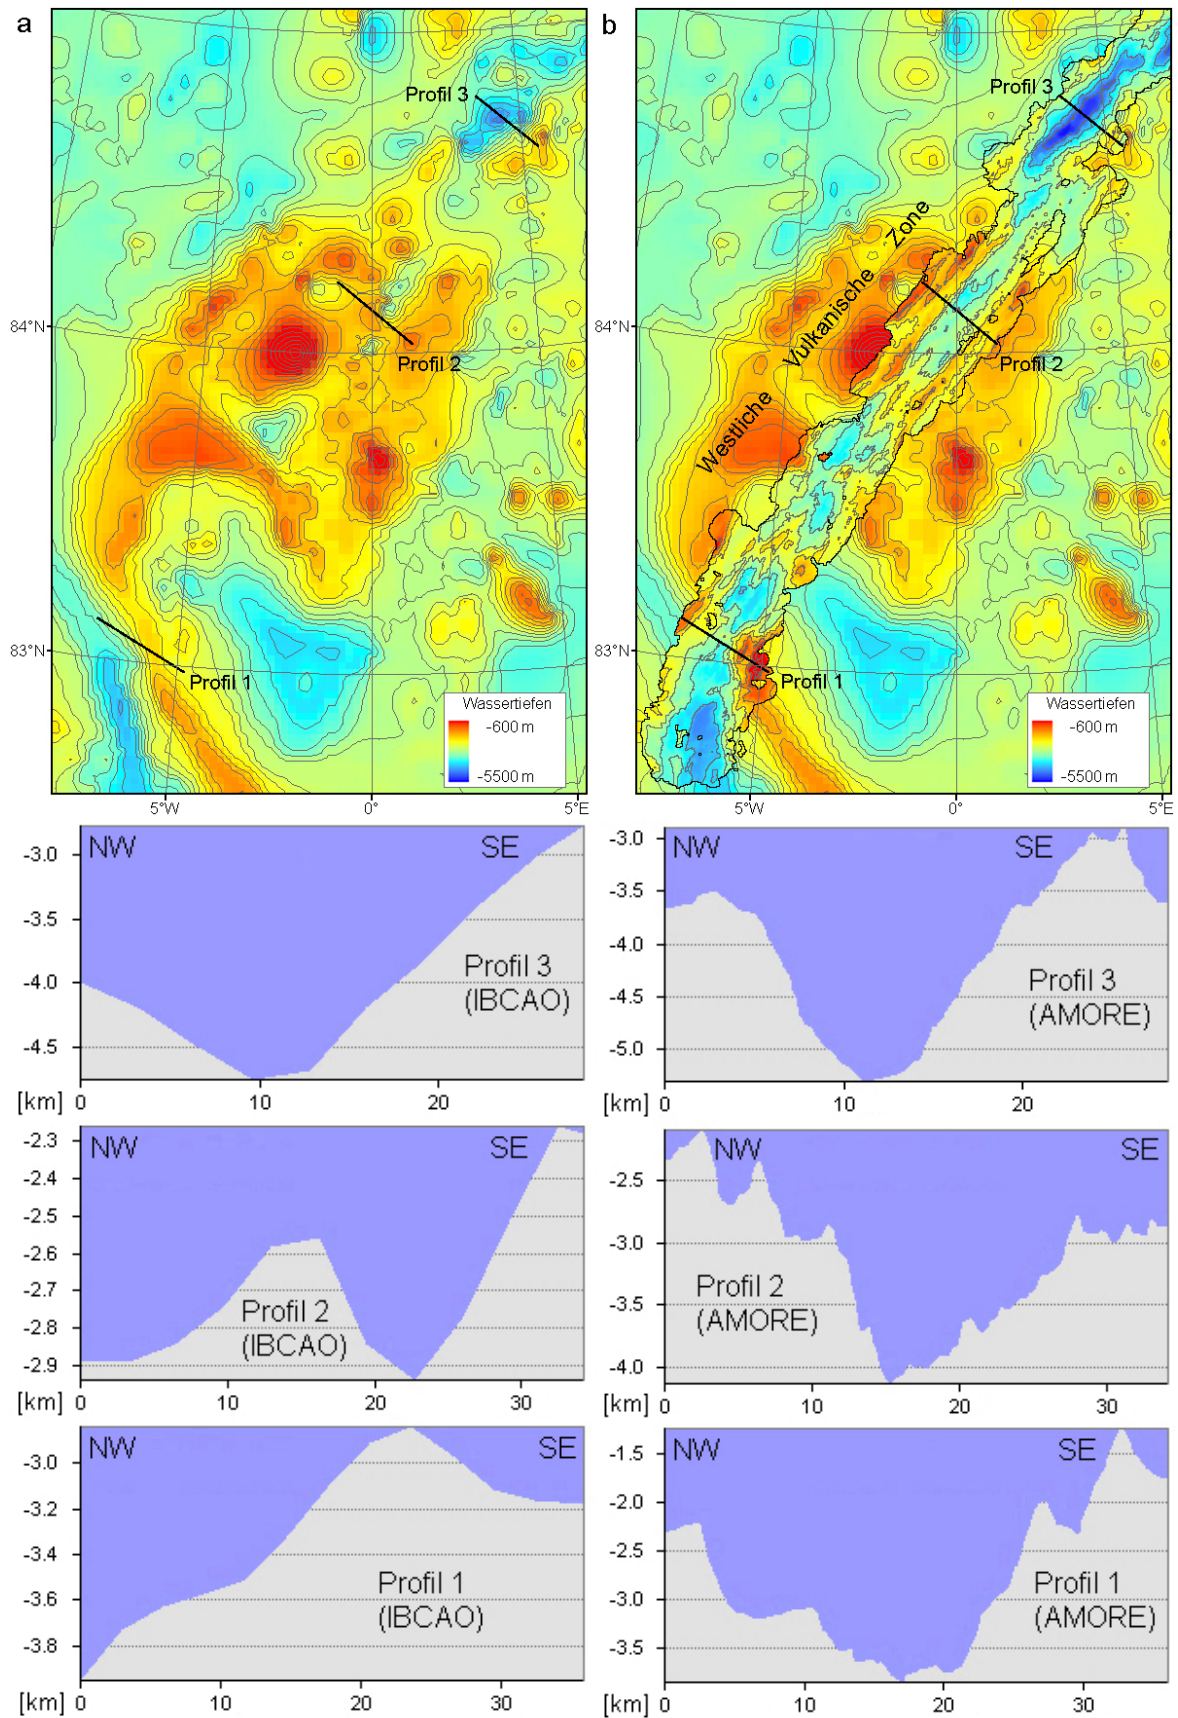 a
Profil 3
84°N
Profil 2
83°N
Profil 1
Wassertiefen
-600 m
-5500 m
5°W
0°
5°E
b
Profil 3
Westliche Vulkanische Zone
84°N
Profil 2
83°N
Profil 1
Wassertiefen
-600 m
-5500 m
5°W
0°
5°E
NW
SE
-3.0
-3.5
-4.0
-4.5
Profil 3
(IBCAO)
[km]
0
10
20
NW
SE
-3.0
-3.5
-4.0
-4.5
-5.0
Profil 3
(AMORE)
[km]
0
10
20
NW
SE
-2.3
-2.4
-2.5
-2.6
-2.7
-2.8
-2.9
Profil 2
(IBCAO)
[km]
0
10
20
30
NW
SE
-2.5
-3.0
-3.5
-4.0
Profil 2
(AMORE)
[km]
0
10
20
30
NW
SE
-3.0
-3.2
-3.4
-3.6
-3.8
Profil 1
(IBCAO)
[km]
0
10
20
30
NW
SE
-1.5
-2.0
-2.5
-3.0
-3.5
Profil 1
(AMORE)
[km]
0
10
20
30